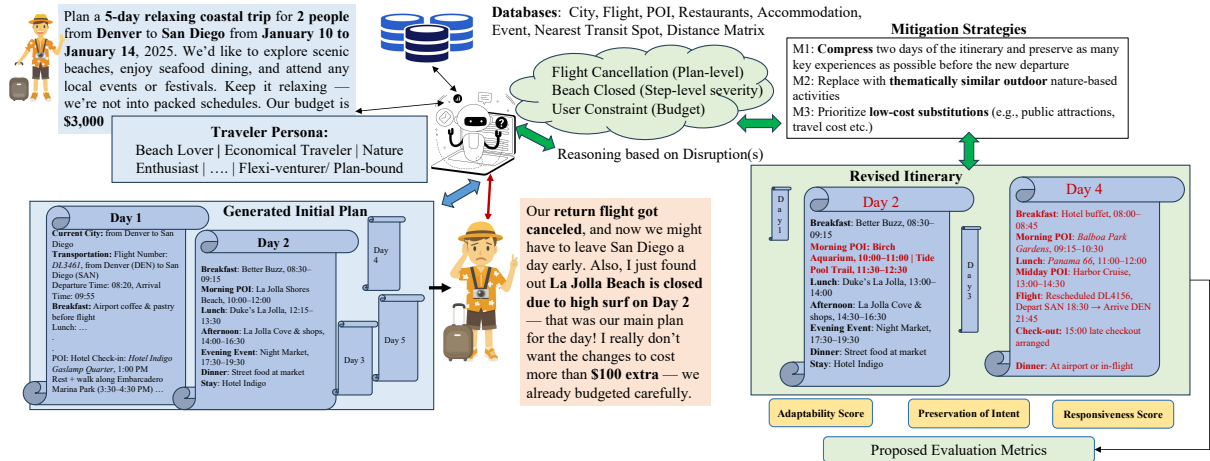 Plan a 5-day relaxing coastal trip for 2 people
from Denver to San Diego from January 10 to
January 14, 2025. We'd like to explore scenic
beaches, enjoy seafood dining, and attend any
local events or festivals. Keep it relaxing —
we're not into packed schedules. Our budget is
$3,000
Traveler Persona:
Beach Lover | Economical Traveler | Nature
Enthusiast | …. | Flexi-venturer/ Plan-bound
Databases: City, Flight, POI, Restaurants, Accommodation,
Event, Nearest Transit Spot, Distance Matrix
Flight Cancellation (Plan-level)
Beach Closed (Step-level severity)
User Constraint (Budget)
Reasoning based on Disruption(s)
Mitigation Strategies
M1: Compress two days of the itinerary and preserve as many
key experiences as possible before the new departure
M2: Replace with thematically similar outdoor nature-based
activities
M3: Prioritize low-cost substitutions (e.g., public attractions,
travel cost etc.)
Generated Initial Plan
Day 1
Current City: from Denver to San
Diego
Transportation: Flight Number:
DL3461, from Denver (DEN) to San
Diego (SAN)
Departure Time: 08:20, Arrival
Time: 09:55
Breakfast: Airport coffee & pastry
before flight
Lunch: …
.
.
POI: Hotel Check-in: Hotel Indigo
Gaslamp Quarter, 1:00 PM
Rest + walk along Embarcadero
Marina Park (3:30–4:30 PM) …
Day 2
Breakfast: Better Buzz, 08:30–
09:15
Morning POI: La Jolla Shores
Beach, 10:00–12:00
Lunch: Duke's La Jolla, 12:15–
13:30
Afternoon: La Jolla Cove & shops,
14:00–16:30
Evening Event: Night Market,
17:30–19:30
Dinner: Street food at market
Stay: Hotel Indigo
Day
4
Day 3
Day 5
Our return flight got
canceled, and now we might
have to leave San Diego a
day early. Also, I just found
out La Jolla Beach is closed
due to high surf on Day 2
— that was our main plan
for the day! I really don't
want the changes to cost
more than $100 extra — we
already budgeted carefully.
Revised Itinerary
D
a
y
1
Day 2
Breakfast: Better Buzz, 08:30–
09:15
Morning POI: Birch
Aquarium, 10:00–11:00 | Tide
Pool Trail, 11:30–12:30
Lunch: Duke's La Jolla, 13:00–
14:00
Afternoon: La Jolla Cove &
shops, 14:30–16:30
Evening Event: Night Market,
17:30–19:30
Dinner: Street food at market
Stay: Hotel Indigo
D
a
y
3
Day 4
Breakfast: Hotel buffet, 08:00–
08:45
Morning POI: Balboa Park
Gardens, 09:15–10:30
Lunch: Panama 66, 11:00–12:00
Midday POI: Harbor Cruise,
13:00–14:30
Flight: Rescheduled DL4156,
Depart SAN 18:30 → Arrive DEN
21:45
Check-out: 15:00 late checkout
arranged
Dinner: At airport or in-flight
Adaptability Score
Preservation of Intent
Responsiveness Score
Proposed Evaluation Metrics